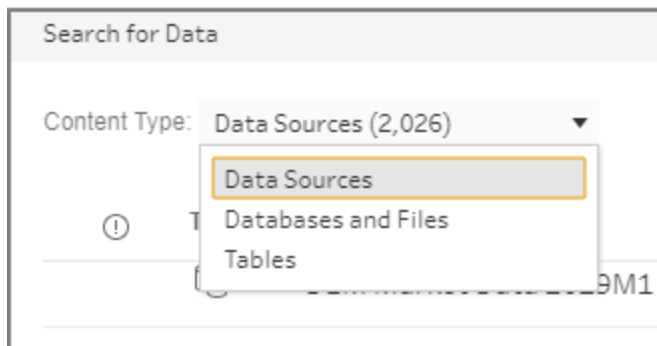 Search for Data
Content Type: Data Sources (2,026)
Data Sources
Databases and Files
T
Tables